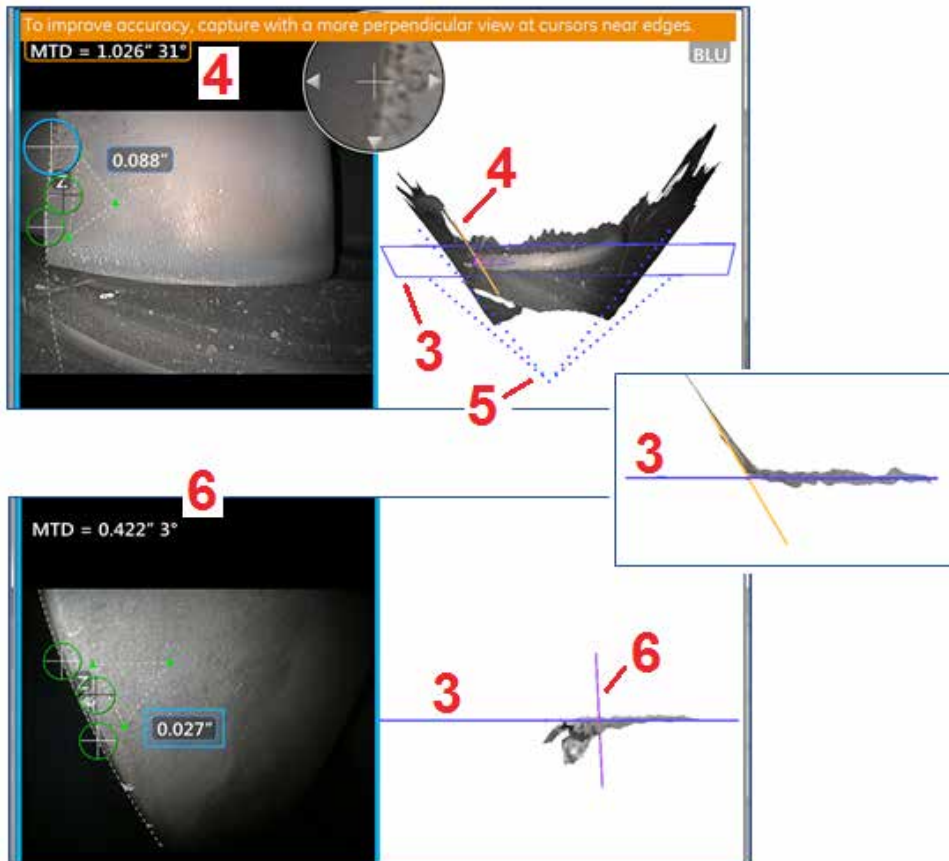 To improve accuracy, capture with a more perpendicular view at cursors near edges.
MTD = 1.026" 31°
4
BLU
0.088"
Z
4
3
5
3
6
MTD = 0.422" 3°
Z
0.027"
3
6